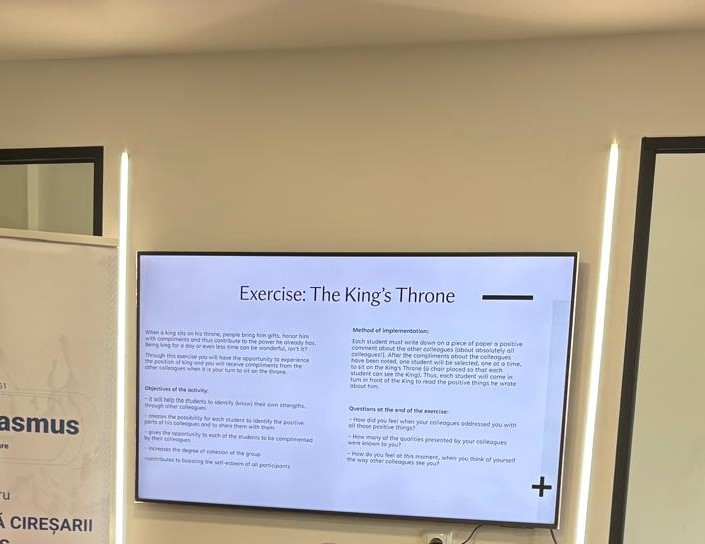 Exercise: The King's Throne
When a king sits on his throne, people bring him gifts, honor him
with compliments and thus contribute to the power he already has.
Being king for a day or even less time can be wonderful, isn't it?
Through this exercise you will have the opportunity to experience
the position of king and you will receive compliments from the
other colleagues when it is your turn to sit on the throne.
Objectives of the activity:
- it will help the students to identify (know) their own strengths,
through other colleagues
- creates the possibility for each student to identify the positive
parts of his colleagues and to share them with them
- gives the opportunity to each of the students to be complimented
by their colleagues
- increases the degree of cohesion of the group
-contributes to boosting the self-esteem of all participants
Method of implementation:
Each student must write down on a piece of paper a positive
comment about the other colleagues (about absolutely all
colleagues!). After the compliments about the colleagues
have been noted, one student will be selected, one at a time,
to sit on the King's Throne (a chair placed so that each
student can see the King). Thus, each student will come in
turn in front of the King to read the positive things he wrote
about him.
Questions at the end of the exercise:
- How did you feel when your colleagues addressed you with
all those positive things?
- How many of the qualities presented by your colleagues
were known to you?
- How do you feel at this moment, when you think of yourself
the way other colleagues see you?
asmus
ru
Ă CIREȘARII